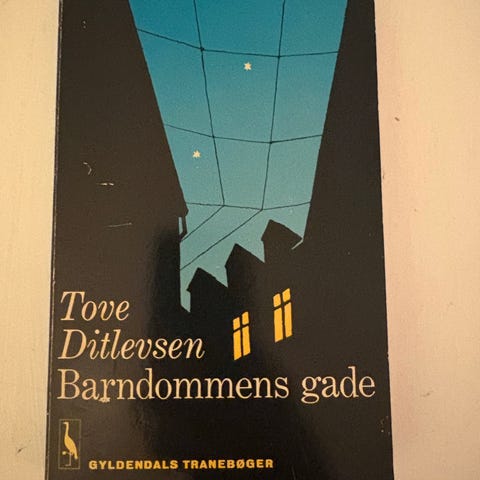 Tove
Ditlevsen
Barndommens gade
GYLDENDALS TRANEBØGER